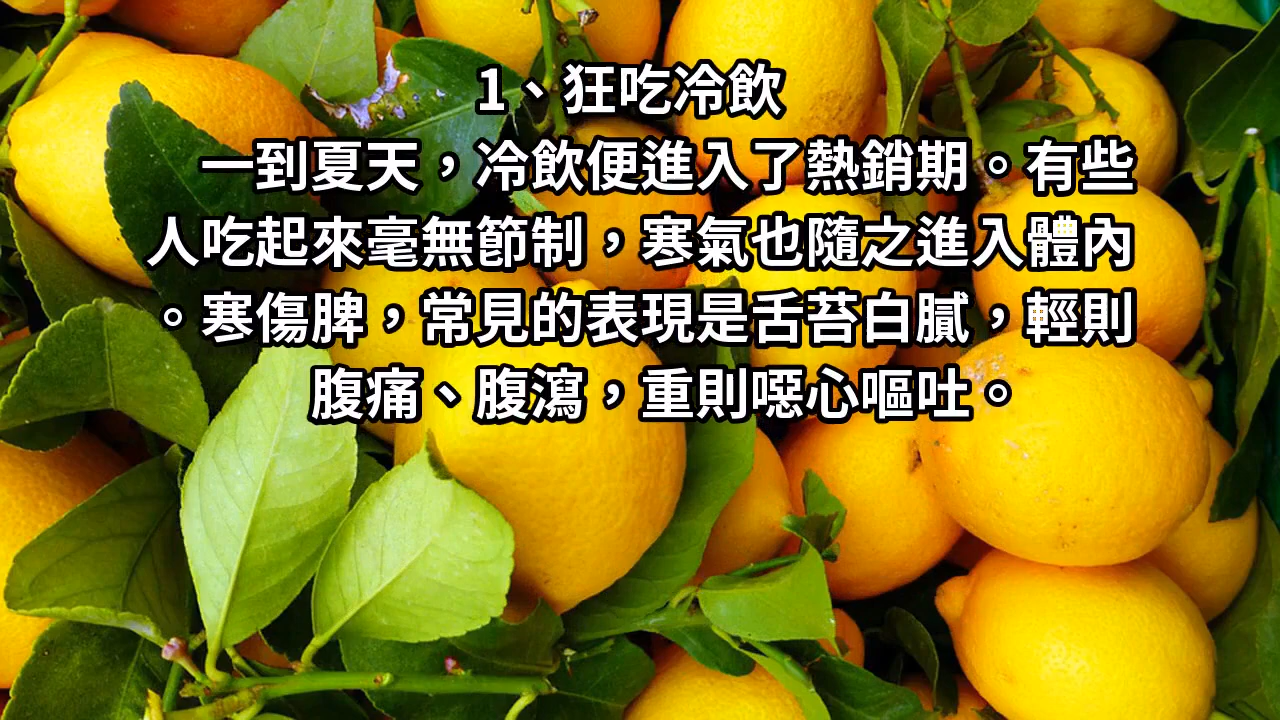 1、狂吃冷飲
一到夏天，冷飲便進入了熱銷期。有些
人吃起來毫無節制，寒氣也隨之進入體內
。寒傷脾，常見的表現是舌苔白膩，輕則
腹痛、腹瀉，重則噁心嘔吐。